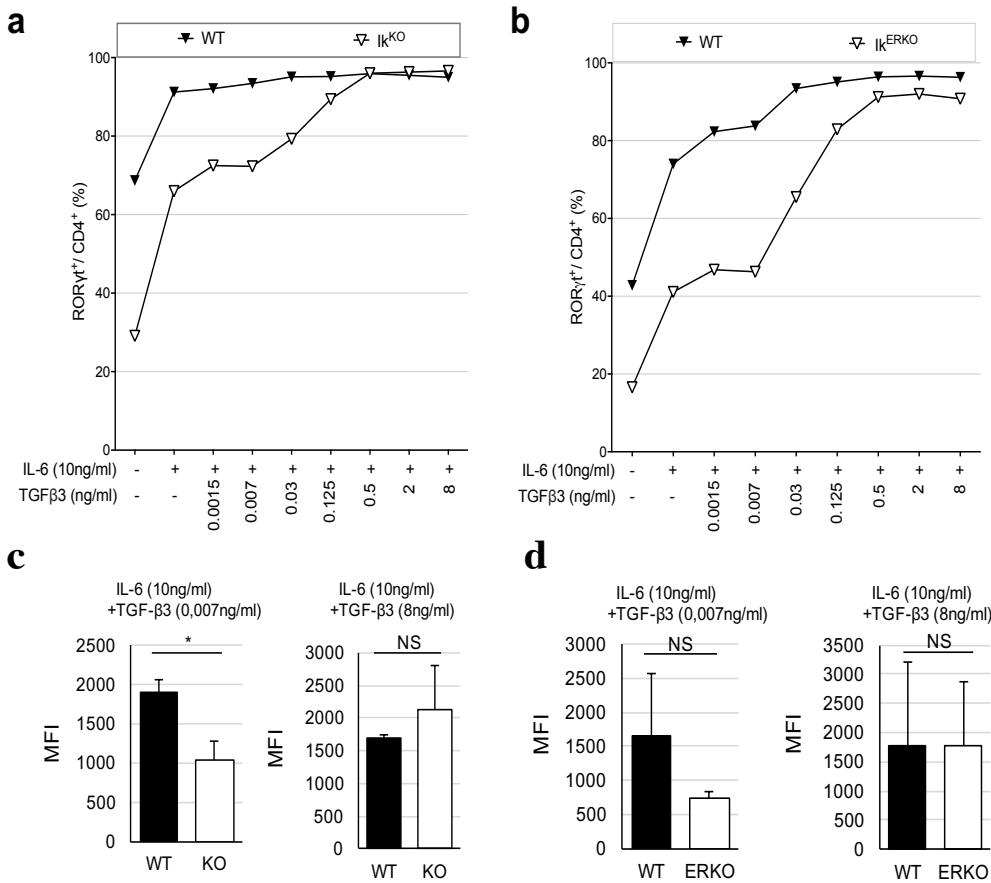 a
WT
Ik^KO
100
80
60
40
20
0
RORγt⁺/ CD4⁺ (%)
IL-6 (10ng/ml) - + + + + + + + +
TGFβ3 (ng/ml) - - 0.0015 0.007 0.03 0.125 0.5 2 8
b
WT
Ik^ERKO
100
80
60
40
20
0
RORγt⁺/ CD4⁺ (%)
IL-6 (10ng/ml) - + + + + + + + +
TGFβ3 (ng/ml) - - 0.0015 0.007 0.03 0.125 0.5 2 8
c
IL-6 (10ng/ml)
+TGF-β3 (0,007ng/ml)
*
2500
2000
1500
1000
500
0
MFI
WT KO
IL-6 (10ng/ml)
+TGF-β3 (8ng/ml)
NS
3000
2500
2000
1500
1000
500
0
MFI
WT KO
d
IL-6 (10ng/ml)
+TGF-β3 (0,007ng/ml)
NS
3000
2500
2000
1500
1000
500
0
MFI
WT ERKO
IL-6 (10ng/ml)
+TGF-β3 (8ng/ml)
NS
3500
3000
2500
2000
1500
1000
500
0
MFI
WT ERKO